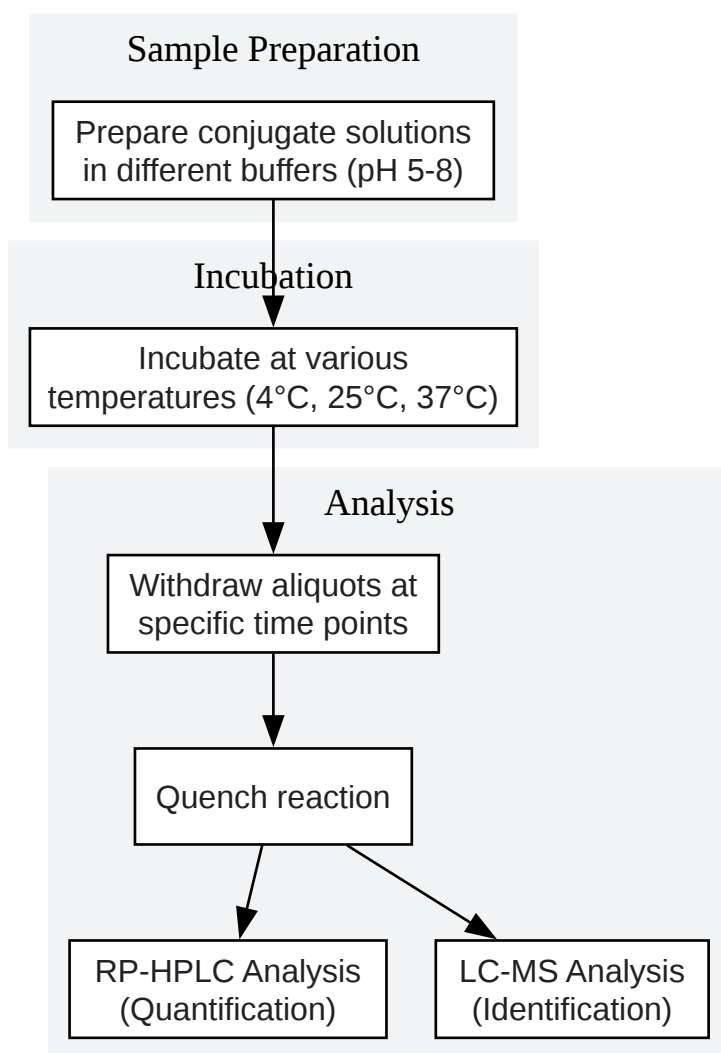 Sample Preparation
Prepare conjugate solutions
in different buffers (pH 5-8)
Incubation
Incubate at various
temperatures (4°C, 25°C, 37°C)
Analysis
Withdraw aliquots at
specific time points
Quench reaction
RP-HPLC Analysis
(Quantification)
LC-MS Analysis
(Identification)